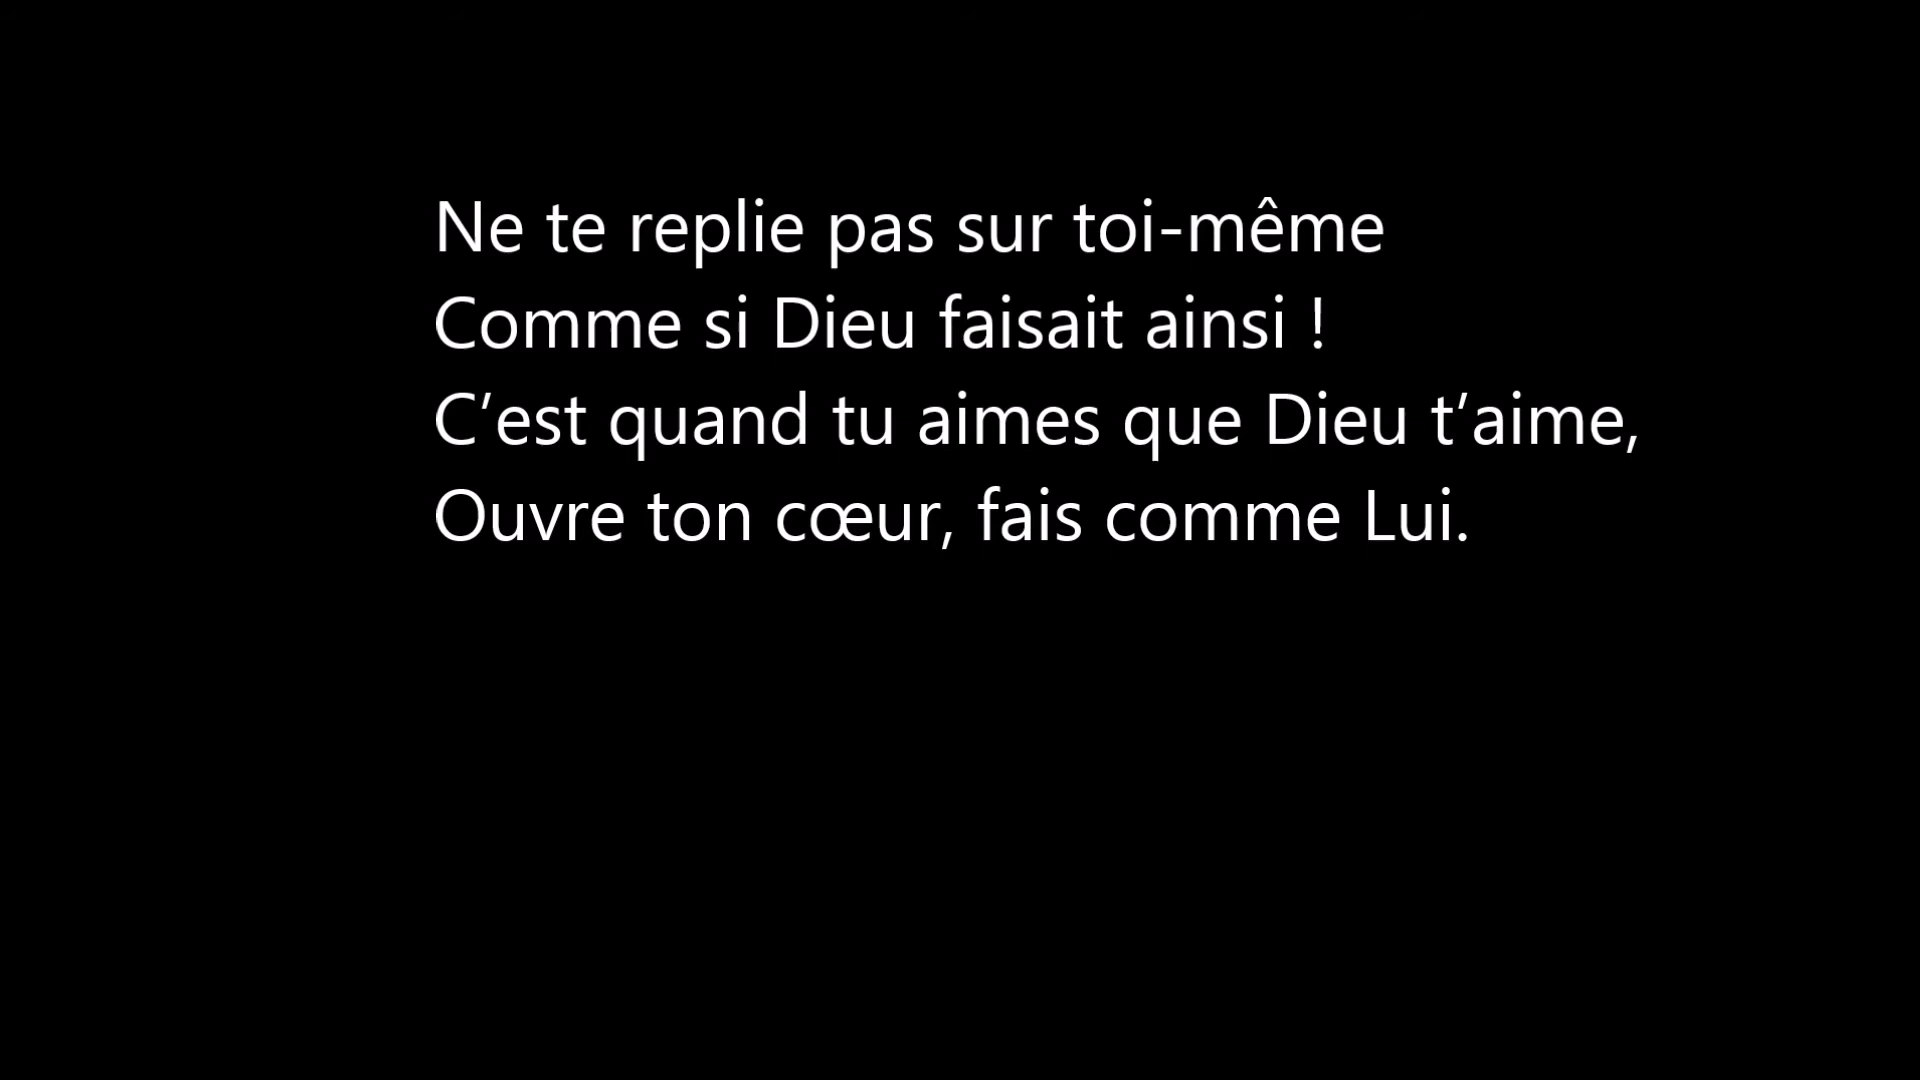 Ne te replie pas sur toi-même
Comme si Dieu faisait ainsi !
C’est quand tu aimes que Dieu t’aime,
Ouvre ton cœur, fais comme Lui.